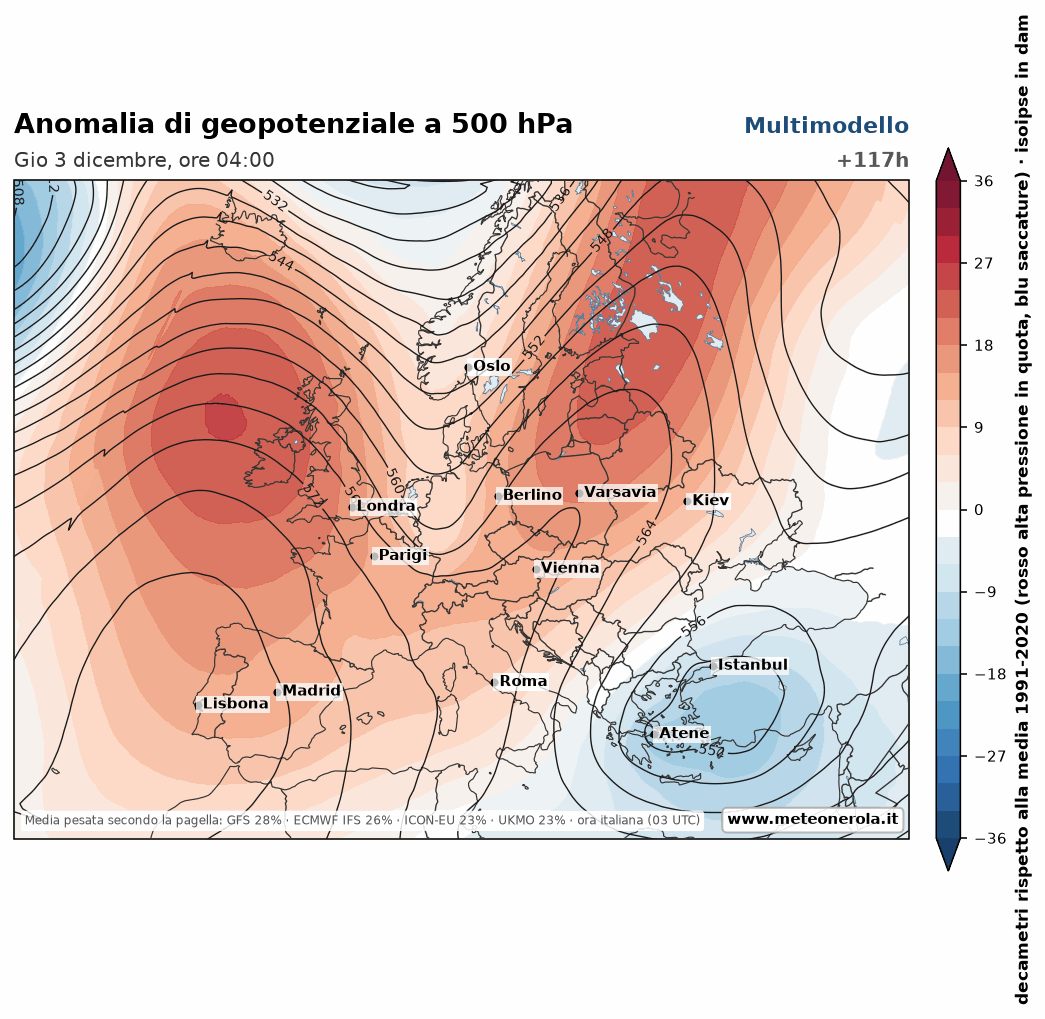 Anomalia di geopotenziale a 500 hPa
Multimodello
Gio 3 dicembre, ore 04:00
+117h
508
532
536
544
548
552
Oslo
560
Londra
Berlino
Varsavia
Kiev
564
Parigi
Vienna
556
Istanbul
Roma
Madrid
Lisbona
Atene
552
Media pesata secondo la pagella: GFS 28% · ECMWF IFS 26% · ICON-EU 23% · UKMO 23% · ora italiana (03 UTC)
www.meteonerola.it
36
27
18
9
0
−9
−18
−27
−36
decametri rispetto alla media 1991-2020 (rosso alta pressione in quota, blu saccature) · isoipse in dam